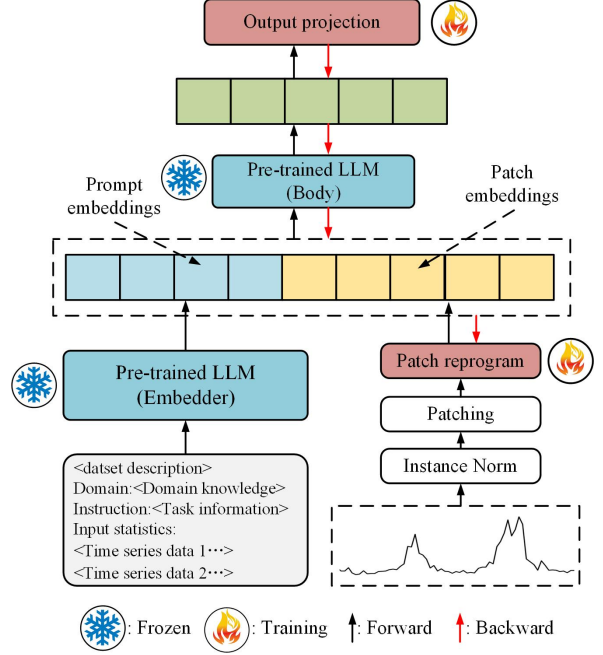 Output projection
Pre-trained LLM
(Body)
Prompt
embeddings
Patch
embeddings
Pre-trained LLM
(Embedder)
Patch reprogram
Patching
Instance Norm
<datset description>
Domain:<Domain knowledge>
Instruction:<Task information>
Input statistics:
<Time series data 1⋯>
<Time series data 2⋯>
: Frozen : Training : Forward : Backward